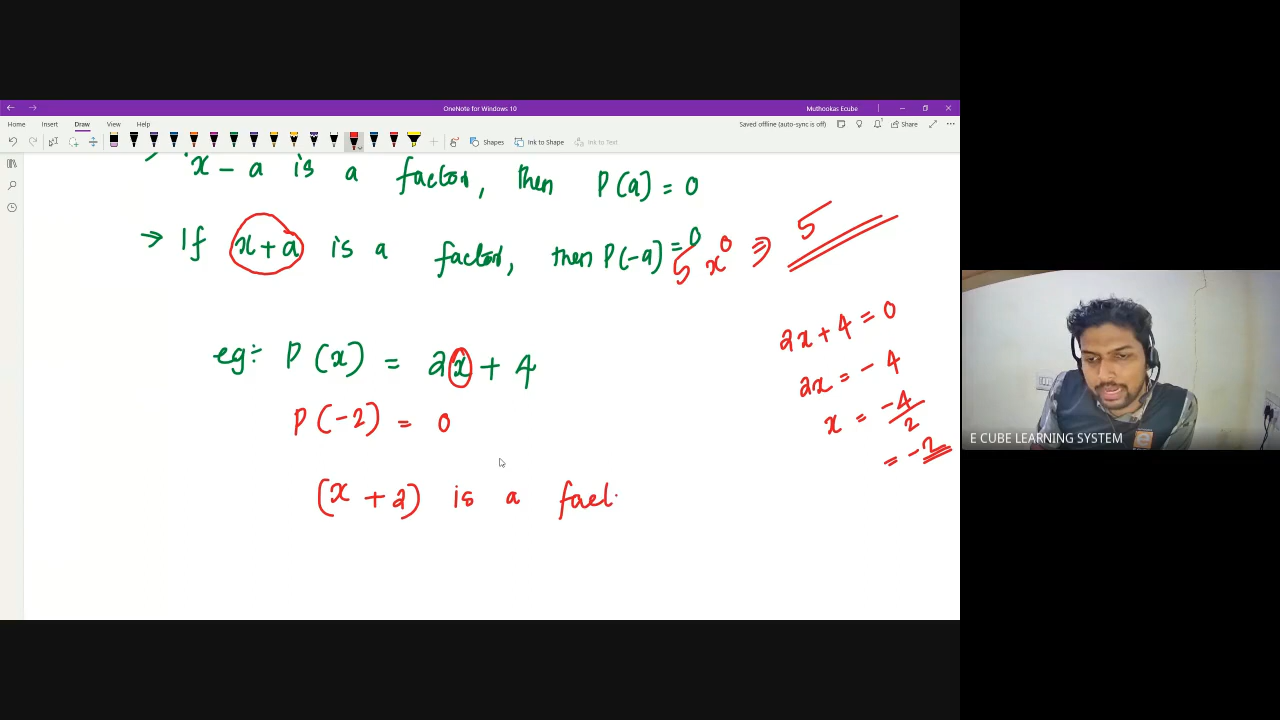 OneNote for Windows 10
Muthookas Ecube
Home Insert Draw View Help
Saved offline (auto-sync is off)
Share
Shapes
Ink to Shape
Ink to Text
x - a is a factor, then P(a) = 0
→ If x+a is a factor, then P(-a) = 0
5 x⁰ ⇒ 5
eg:- P(x) = 2x + 4
P(-2) = 0
(x + 2) is a fact
2x + 4 = 0
2x = -4
x = -4/2
= -2
E CUBE LEARNING SYSTEM